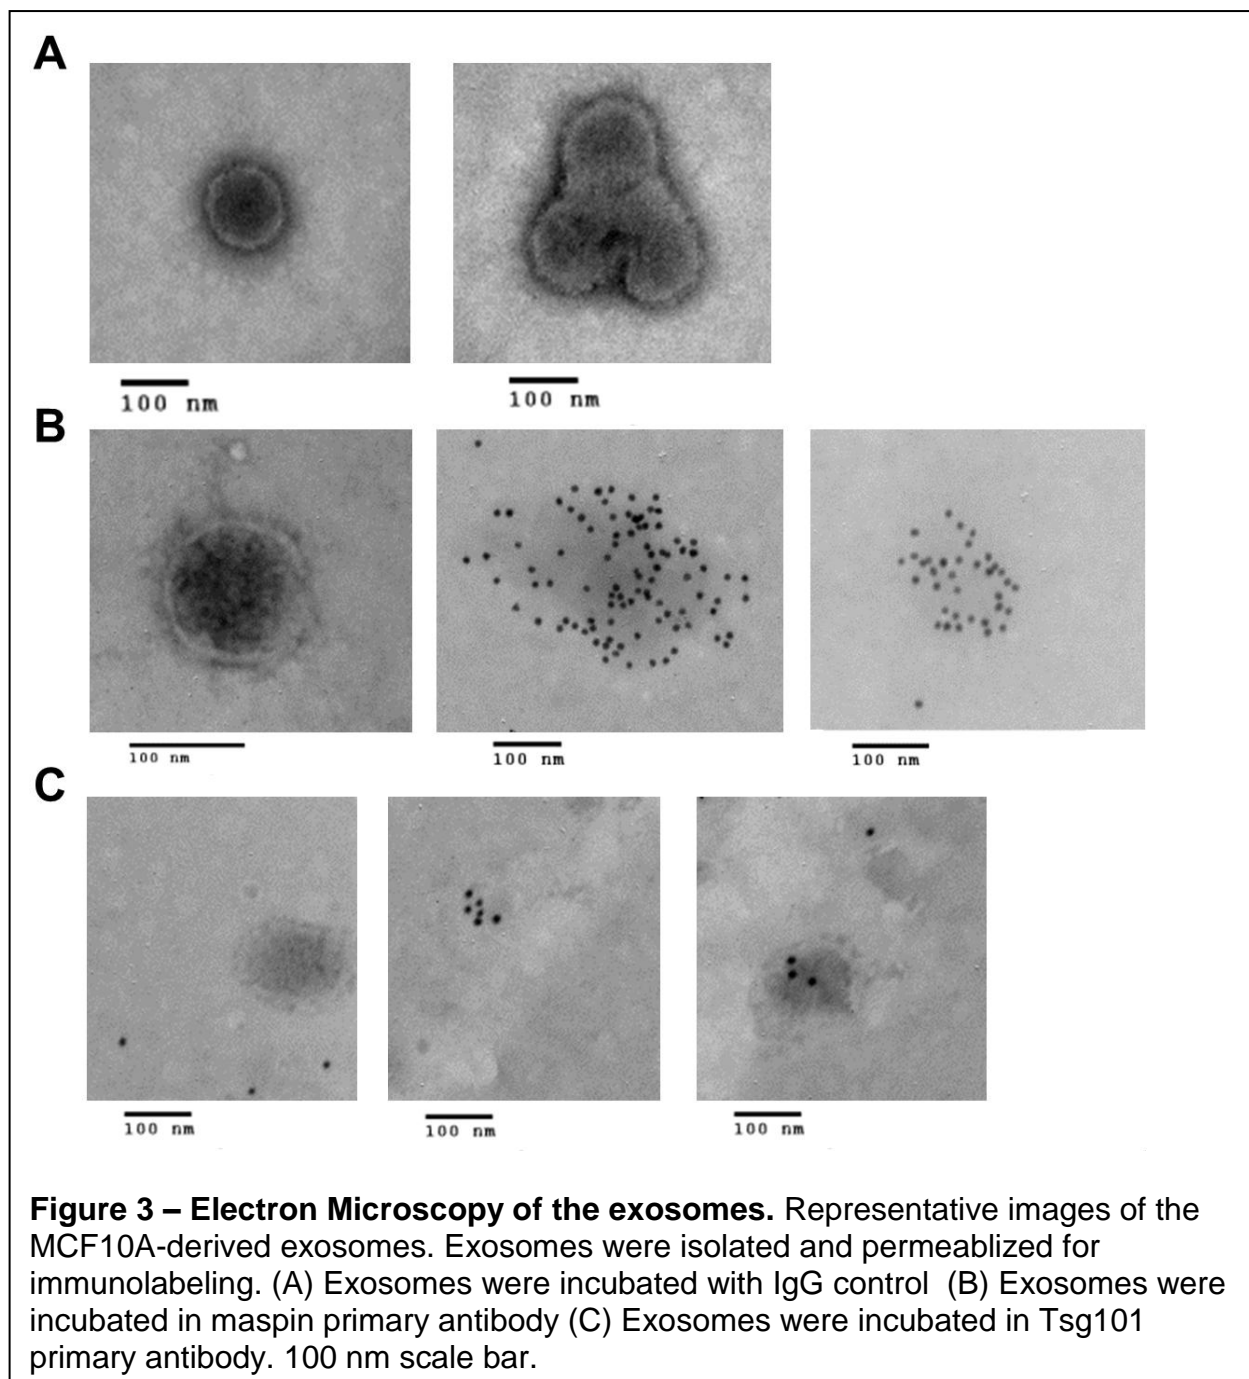 A
100 nm
100 nm
B
100 nm
100 nm
100 nm
C
100 nm
100 nm
100 nm
Figure 3 – Electron Microscopy of the exosomes. Representative images of the
MCF10A-derived exosomes. Exosomes were isolated and permeablized for
immunolabeling. (A) Exosomes were incubated with IgG control (B) Exosomes were
incubated in maspin primary antibody (C) Exosomes were incubated in Tsg101
primary antibody. 100 nm scale bar.